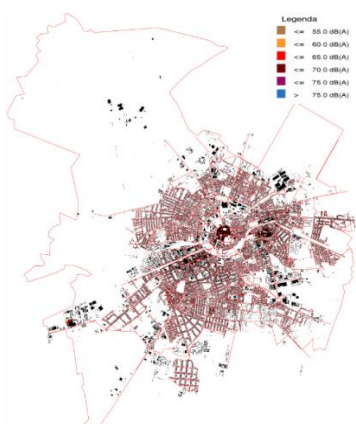 Legenda
<= 55.0 dB(A)
<= 60.0 dB(A)
<= 65.0 dB(A)
<= 70.0 dB(A)
<= 75.0 dB(A)
> 75.0 dB(A)